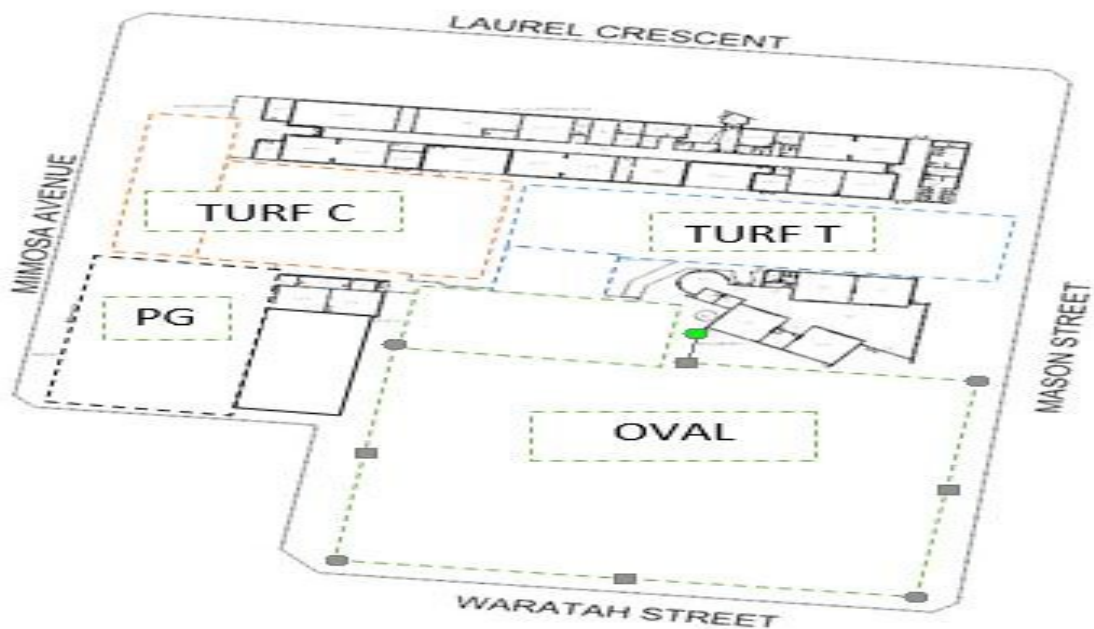 LAUREL CRESCENT
MIMOSA AVENUE
TURF C
TURF T
PG
MASON STREET
OVAL
WARATAH STREET